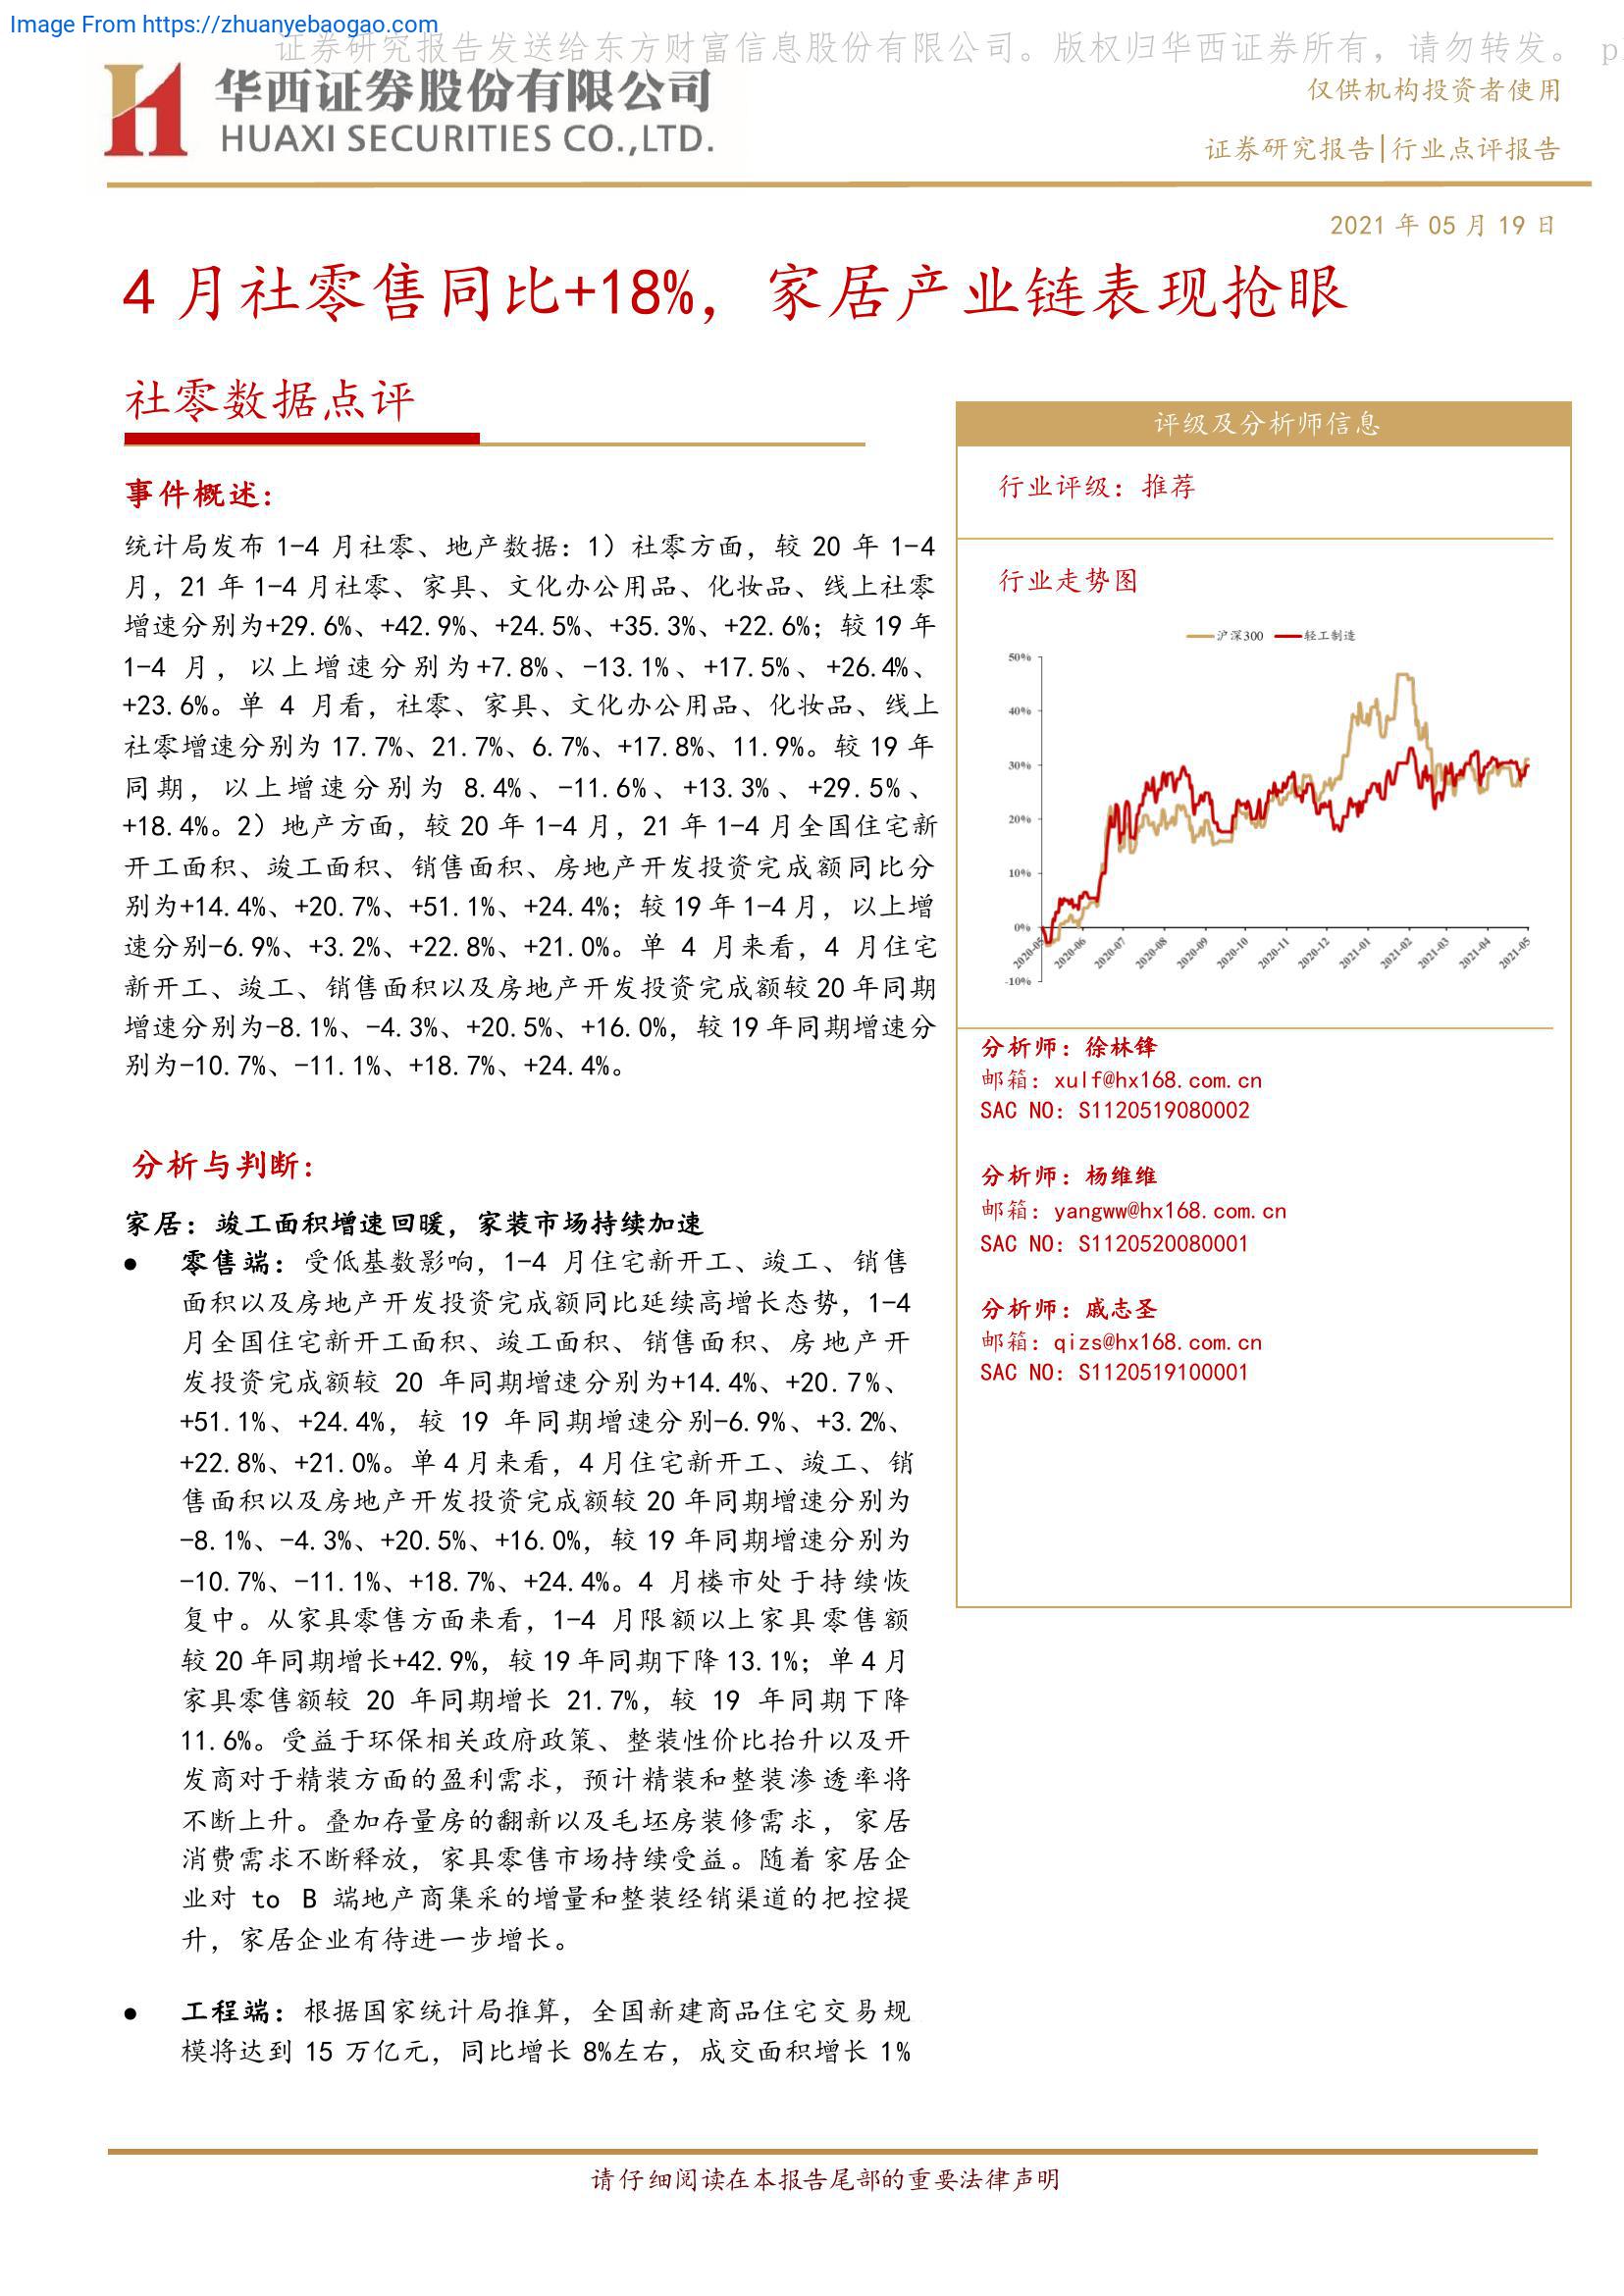 Image From https://zhuanyebaogao.com
证券研究报告发送给东方财富信息股份有限公司。版权归华西证券所有，请勿转发。 p
华西证券股份有限公司
HUAXI SECURITIES CO.,LTD.
仅供机构投资者使用
证券研究报告|行业点评报告
2021 年 05 月 19 日
4 月社零售同比+18%，家居产业链表现抢眼
社零数据点评
事件概述：
统计局发布 1-4 月社零、地产数据：1）社零方面，较 20 年 1-4
月，21 年 1-4 月社零、家具、文化办公用品、化妆品、线上社零
增速分别为+29.6%、+42.9%、+24.5%、+35.3%、+22.6%；较 19 年
1-4 月，以上增速分别为+7.8%、-13.1%、+17.5%、+26.4%、
+23.6%。单 4 月看，社零、家具、文化办公用品、化妆品、线上
社零增速分别为 17.7%、21.7%、6.7%、+17.8%、11.9%。较 19 年
同期，以上增速分别为 8.4%、-11.6%、+13.3%、+29.5%、
+18.4%。2）地产方面，较 20 年 1-4 月，21 年 1-4 月全国住宅新
开工面积、竣工面积、销售面积、房地产开发投资完成额同比分
别为+14.4%、+20.7%、+51.1%、+24.4%；较 19 年 1-4 月，以上增
速分别-6.9%、+3.2%、+22.8%、+21.0%。单 4 月来看，4 月住宅
新开工、竣工、销售面积以及房地产开发投资完成额较 20 年同期
增速分别为-8.1%、-4.3%、+20.5%、+16.0%，较 19 年同期增速分
别为-10.7%、-11.1%、+18.7%、+24.4%。
分析与判断：
家居：竣工面积增速回暖，家装市场持续加速
● 零售端：受低基数影响，1-4 月住宅新开工、竣工、销售
面积以及房地产开发投资完成额同比延续高增长态势，1-4
月全国住宅新开工面积、竣工面积、销售面积、房地产开
发投资完成额较 20 年同期增速分别为+14.4%、+20.7%、
+51.1%、+24.4%，较 19 年同期增速分别-6.9%、+3.2%、
+22.8%、+21.0%。单 4 月来看，4 月住宅新开工、竣工、销
售面积以及房地产开发投资完成额较 20 年同期增速分别为
-8.1%、-4.3%、+20.5%、+16.0%，较 19 年同期增速分别为
-10.7%、-11.1%、+18.7%、+24.4%。4 月楼市处于持续恢
复中。从家具零售方面来看，1-4 月限额以上家具零售额
较 20 年同期增长+42.9%，较 19 年同期下降 13.1%；单 4 月
家具零售额较 20 年同期增长 21.7%，较 19 年同期下降
11.6%。受益于环保相关政府政策、整装性价比抬升以及开
发商对于精装方面的盈利需求，预计精装和整装渗透率将
不断上升。叠加存量房的翻新以及毛坯房装修需求，家居
消费需求不断释放，家具零售市场持续受益。随着家居企
业对 to B 端地产商集采的增量和整装经销渠道的把控提
升，家居企业有待进一步增长。
● 工程端：根据国家统计局推算，全国新建商品住宅交易规
模将达到 15 万亿元，同比增长 8%左右，成交面积增长 1%
评级及分析师信息
行业评级：推荐
行业走势图
沪深300 轻工制造
50%
40%
30%
20%
10%
0%
-10%
2020-05 2020-06 2020-07 2020-08 2020-09 2020-10 2020-11 2020-12 2021-01 2021-02 2021-03 2021-04 2021-05
分析师：徐林锋
邮箱：xulf@hx168.com.cn
SAC NO：S1120519080002
分析师：杨维维
邮箱：yangww@hx168.com.cn
SAC NO：S1120520080001
分析师：戚志圣
邮箱：qizs@hx168.com.cn
SAC NO：S1120519100001
请仔细阅读在本报告尾部的重要法律声明